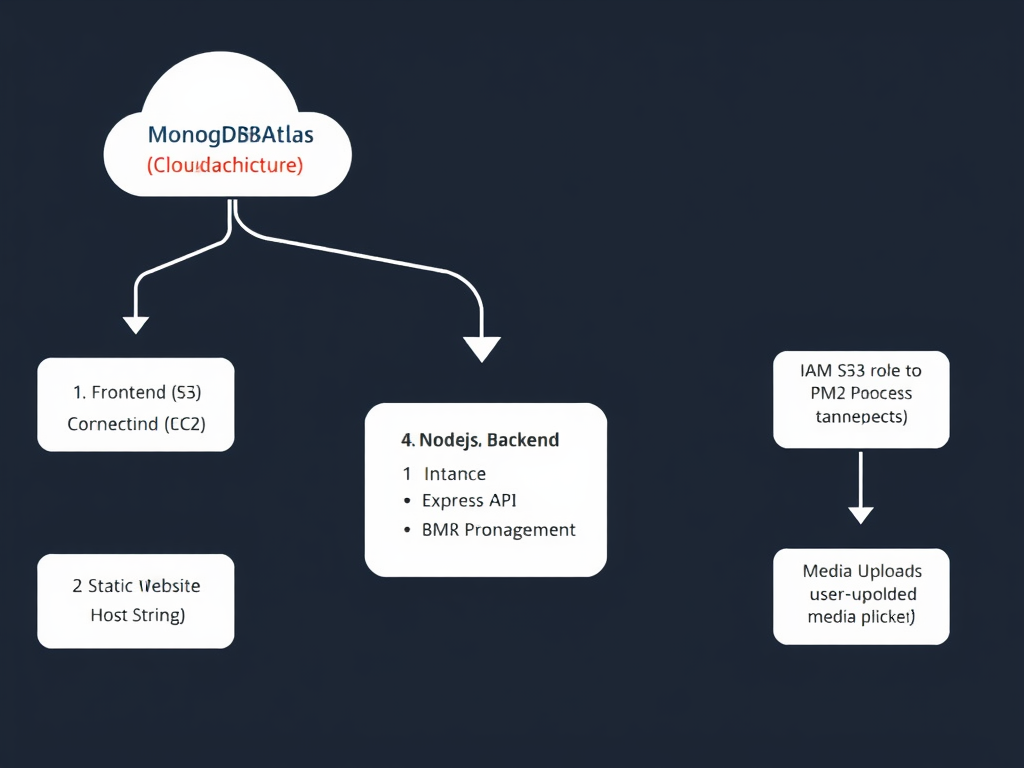 MonogDBBAtlas
(Cloudachicture)
1. Frontend (S3)
Cornectind (EC2)
4. Nodejs. Backend
1 Intance
• Express API
• BMR Pronagement
IAM S33 role to
PM2 Poocess
tannepects)
2 Static Website
Host String)
Media Uploads
user-upolded
media plicket)